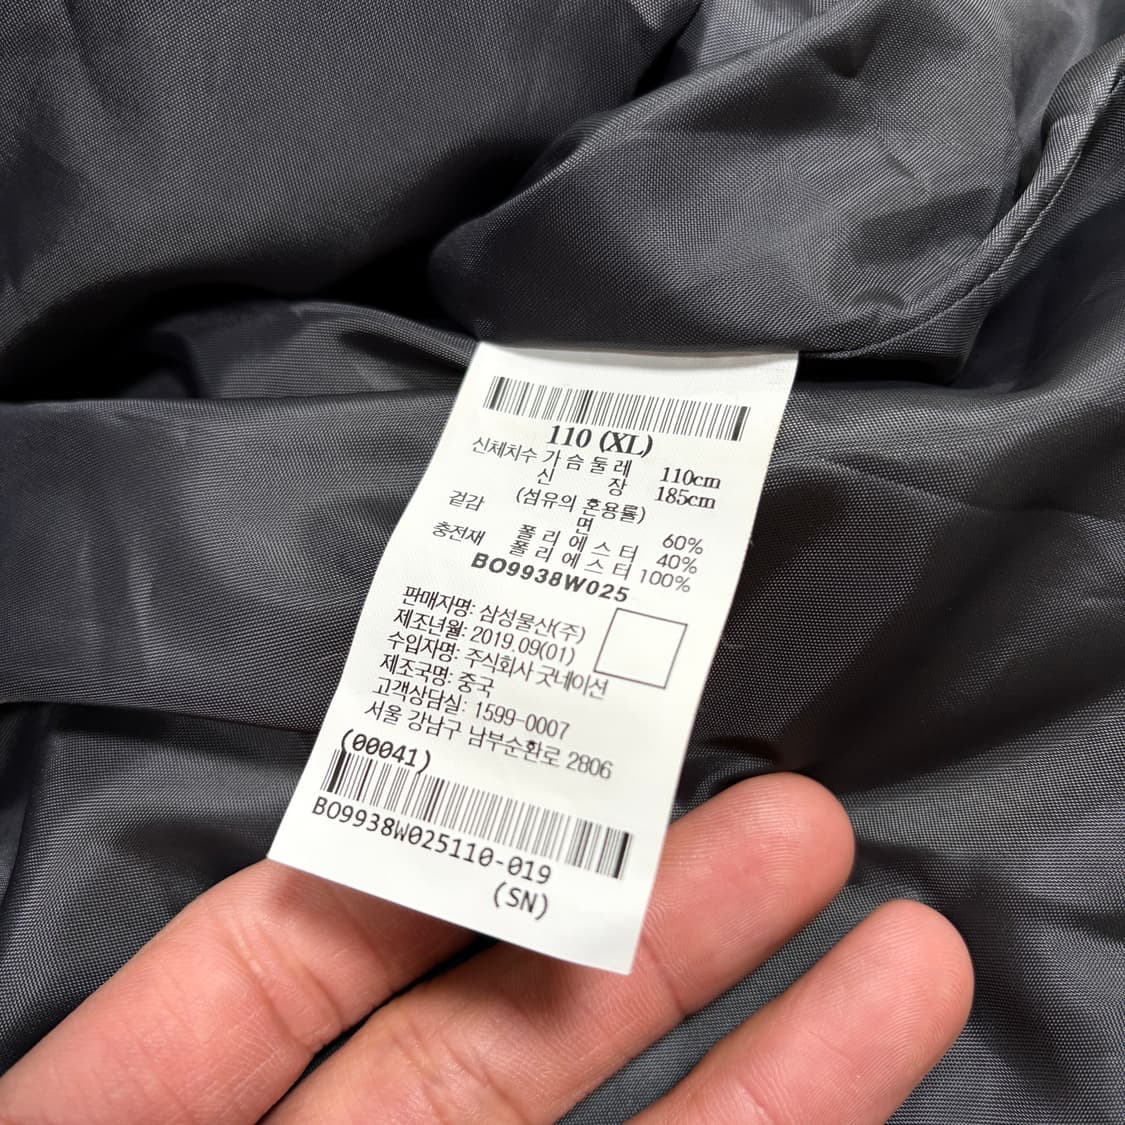 110 (XL)
신체치수 가슴둘레 110cm
신 장 185cm
(섬유의 혼용률)
겉감 면 60%
폴리에스터 40%
충전재 폴리에스터 100%
BO9938W025
판매자명: 삼성물산(주)
제조년월: 2019.09(01)
수입자명: 주식회사 굿네이션
제조국명: 중국
고객상담실: 1599-0007
서울 강남구 남부순환로 2806
(00041)
BO9938W025110-019
(SN)